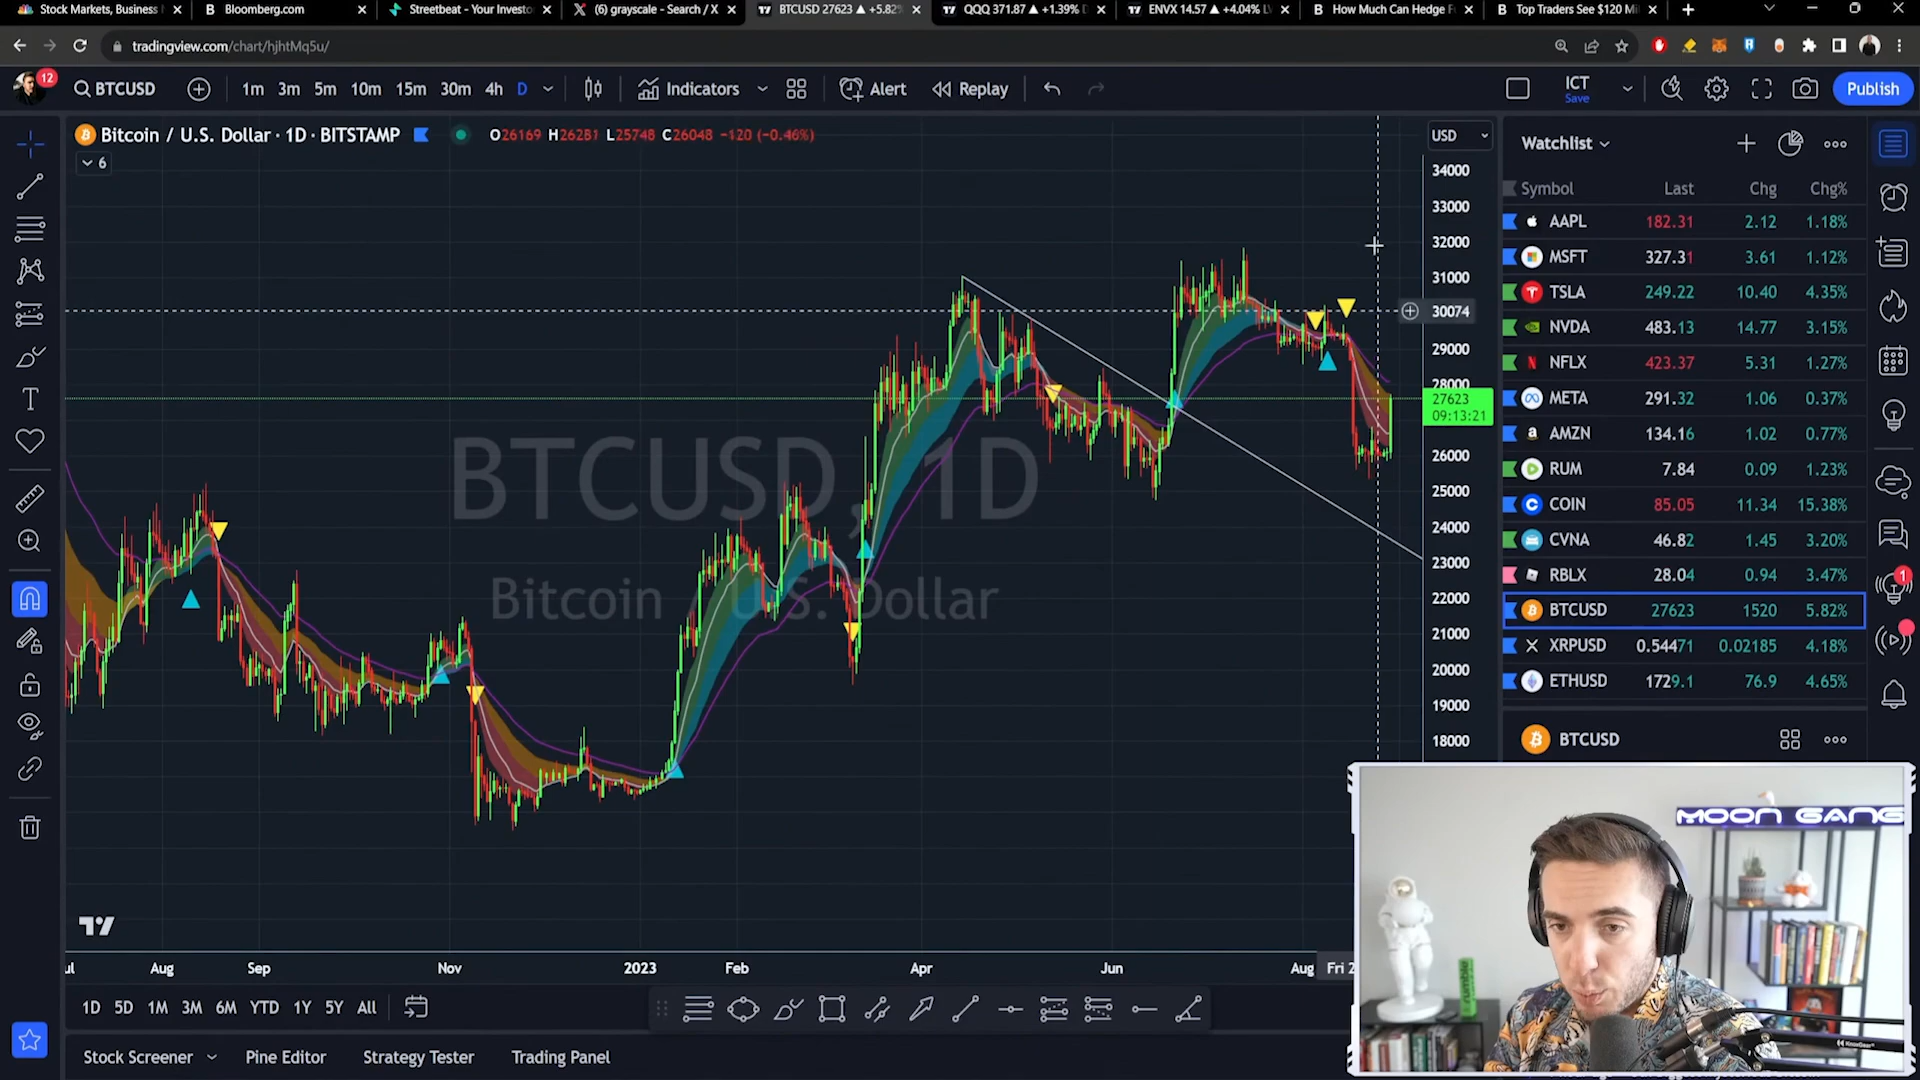 Stock Markets, Business
Bloomberg.com
Streetbeat - Your Investo
(6) grayscale - Search / X
BTCUSD 27623 ▲ +5.82%
QQQ 371.87 ▲ +1.39%
ENVX 14.57 ▲ +4.04%
How Much Can Hedge F
Top Traders See $120 Mi
tradingview.com/chart/hjhtMq5u/
12
BTCUSD
1m 3m 5m 10m 15m 30m 4h D
Indicators
Alert
Replay
ICT
Save
Publish
Bitcoin / U.S. Dollar · 1D · BITSTAMP
O26169 H26281 L25748 C26048 -120 (-0.46%)
6
USD
34000
33000
32000
31000
30074
29000
28000
27623
09:13:21
26000
25000
24000
23000
22000
21000
20000
19000
18000
BTCUSD, 1D
Bitcoin / U.S. Dollar
Aug Sep Nov 2023 Feb Apr Jun Aug Fri 2
1D 5D 1M 3M 6M YTD 1Y 5Y All
Stock Screener Pine Editor Strategy Tester Trading Panel
Watchlist
Symbol Last Chg Chg%
AAPL 182.31 2.12 1.18%
MSFT 327.31 3.61 1.12%
TSLA 249.22 10.40 4.35%
NVDA 483.13 14.77 3.15%
NFLX 423.37 5.31 1.27%
META 291.32 1.06 0.37%
AMZN 134.16 1.02 0.77%
RUM 7.84 0.09 1.23%
COIN 85.05 11.34 15.38%
CVNA 46.82 1.45 3.20%
RBLX 28.04 0.94 3.47%
BTCUSD 27623 1520 5.82%
XRPUSD 0.54471 0.02185 4.18%
ETHUSD 1729.1 76.9 4.65%
BTCUSD
1
MOON GANG
rumble